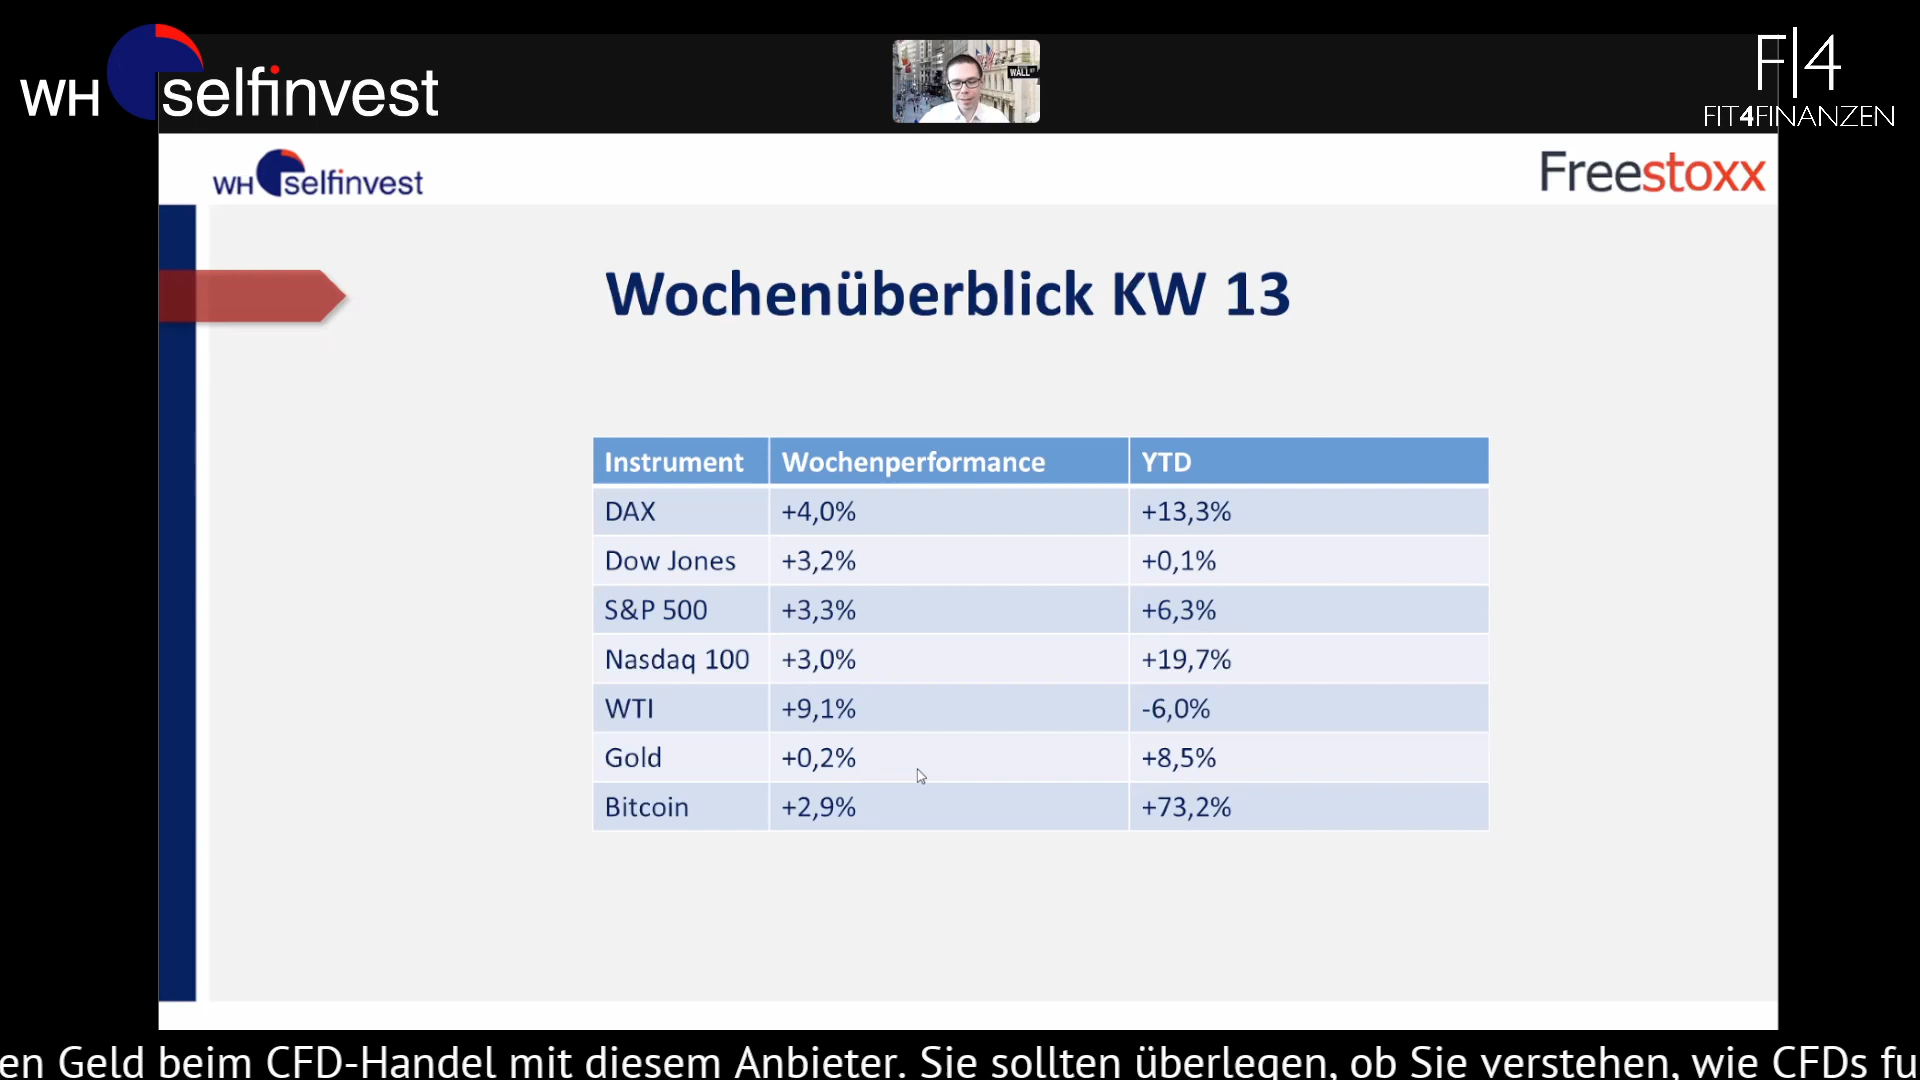 WH selfinvest
WALL ST
F|4
FIT4FINANZEN
WH selfinvest
Freestoxx
Wochenüberblick KW 13
Instrument Wochenperformance YTD
DAX +4,0% +13,3%
Dow Jones +3,2% +0,1%
S&P 500 +3,3% +6,3%
Nasdaq 100 +3,0% +19,7%
WTI +9,1% -6,0%
Gold +0,2% +8,5%
Bitcoin +2,9% +73,2%
en Geld beim CFD-Handel mit diesem Anbieter. Sie sollten überlegen, ob Sie verstehen, wie CFDs fu